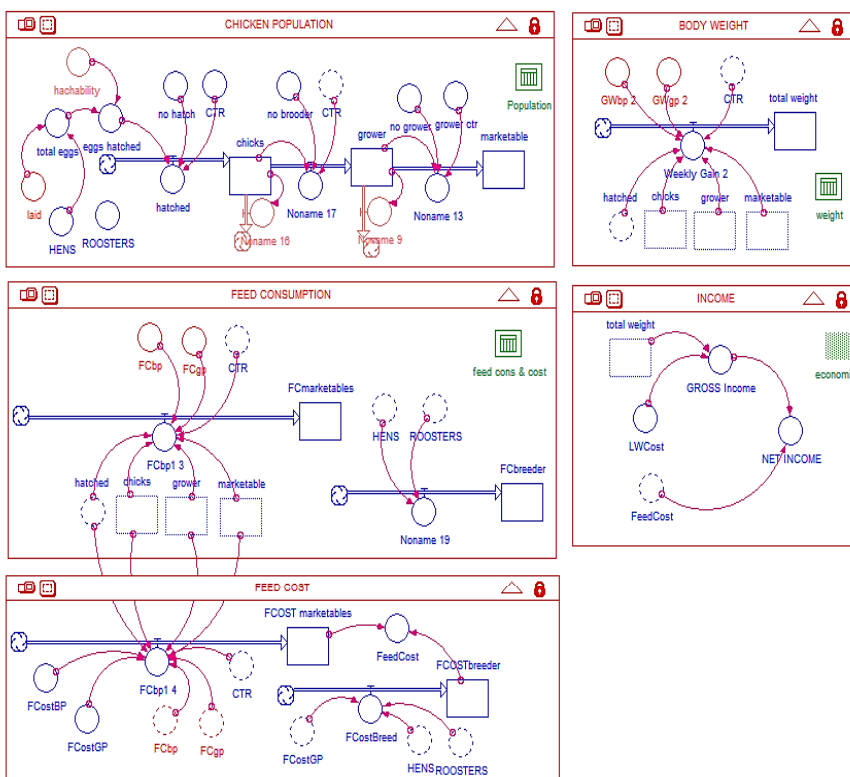 CHICKEN POPULATION
hachability
no hatch
CTR
no brooder
CTR
no grower
grower ctr
Population
total eggs
eggs hatched
chicks
grower
marketable
laid
HENS
ROOSTERS
hatched
Noname 16
Noname 17
Noname 9
Noname 13
BODY WEIGHT
GWbp 2
GWgp 2
CTR
total weight
Weekly Gain 2
hatched
chicks
grower
marketable
weight
FEED CONSUMPTION
FCbp
FCgp
CTR
feed cons & cost
FCmarketables
HENS
ROOSTERS
FCbp1 3
hatched
chicks
grower
marketable
FCbreeder
Noname 19
INCOME
total weight
GROSS Income
econom
LWCost
NET INCOME
FeedCost
FEED COST
FCOST marketables
FeedCost
FCOSTbreeder
FCostBP
FCbp1 4
CTR
FCostGP
FCbp
FCgp
FCostGP
FCostBreed
HENS
ROOSTERS